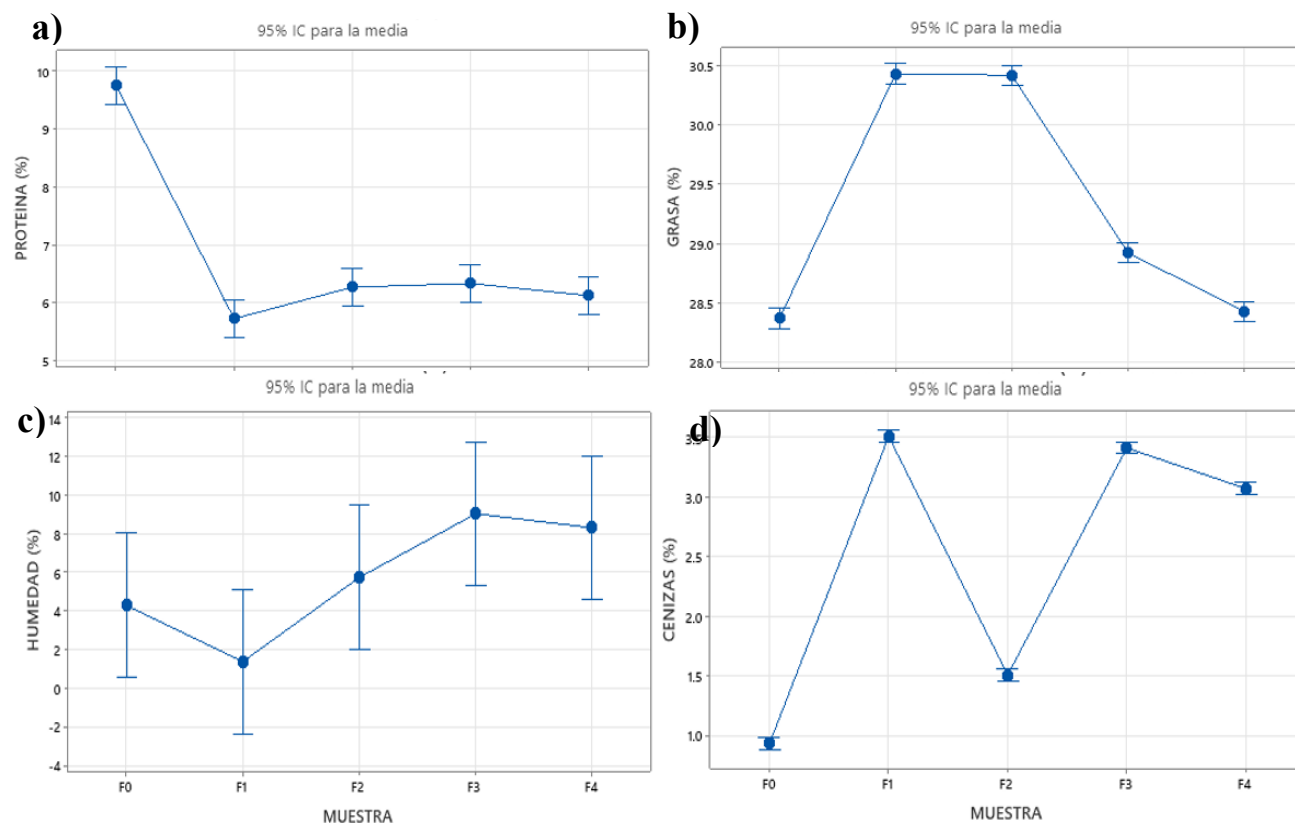 a)
95% IC para la media
PROTEINA (%)
10
9
8
7
6
5
b)
95% IC para la media
GRASA (%)
30.5
30.0
29.5
29.0
28.5
28.0
c)
95% IC para la media
HUMEDAD (%)
14
12
10
8
6
4
2
0
-2
-4
F0 F1 F2 F3 F4
MUESTRA
d)
95% IC para la media
CENIZAS (%)
3.0
2.5
2.0
1.5
1.0
F0 F1 F2 F3 F4
MUESTRA